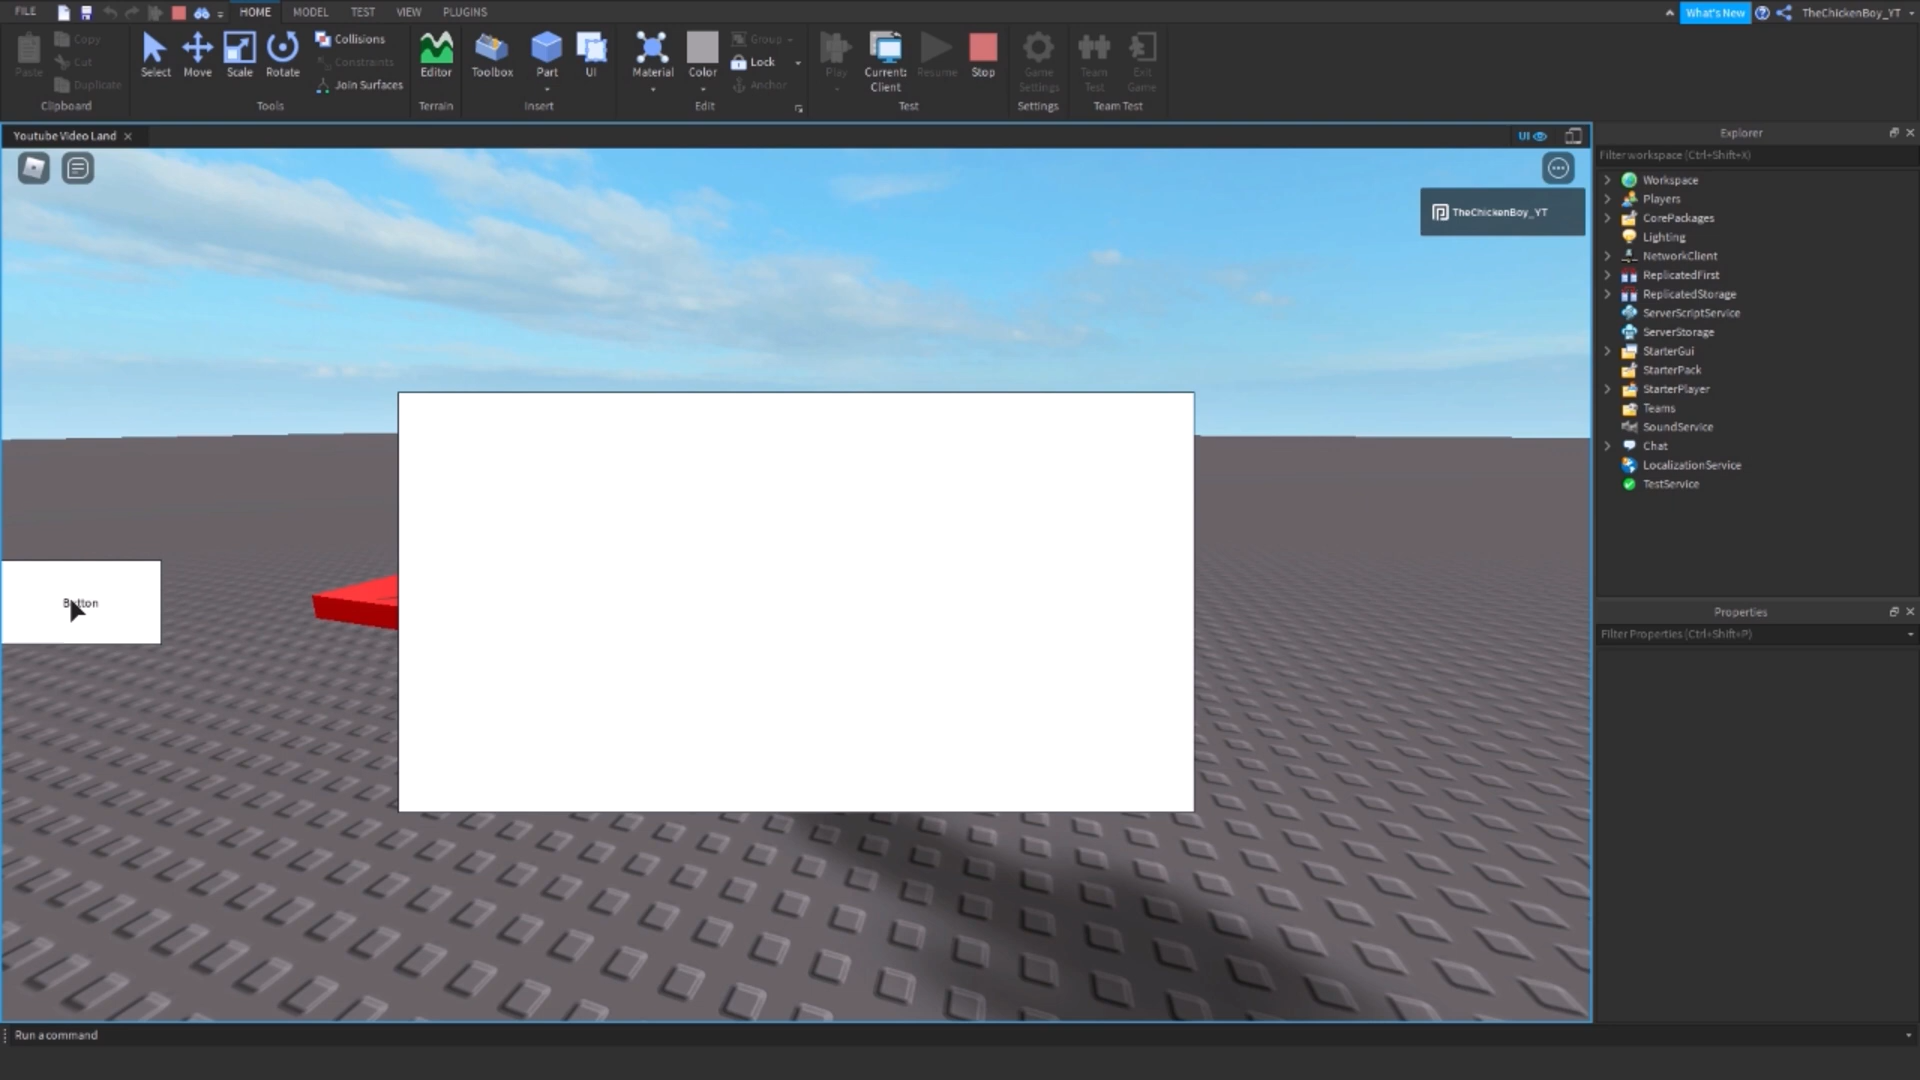 FILE HOME MODEL TEST VIEW PLUGINS What's New TheChickenBoy_YT
Paste Copy Cut Duplicate
Clipboard
Select Move Scale Rotate Collisions Constraints Join Surfaces
Tools
Editor
Terrain
Toolbox Part UI
Insert
Material Color Group Lock Anchor
Edit
Play Current: Client Resume Stop
Test
Game Settings
Settings
Team Test Exit Game
Team Test
Youtube Video Land UI
TheChickenBoy_YT
Button
Explorer
Filter workspace (Ctrl+Shift+X)
Workspace
Players
CorePackages
Lighting
NetworkClient
ReplicatedFirst
ReplicatedStorage
ServerScriptService
ServerStorage
StarterGui
StarterPack
StarterPlayer
Teams
SoundService
Chat
LocalizationService
TestService
Properties
Filter Properties (Ctrl+Shift+P)
Run a command